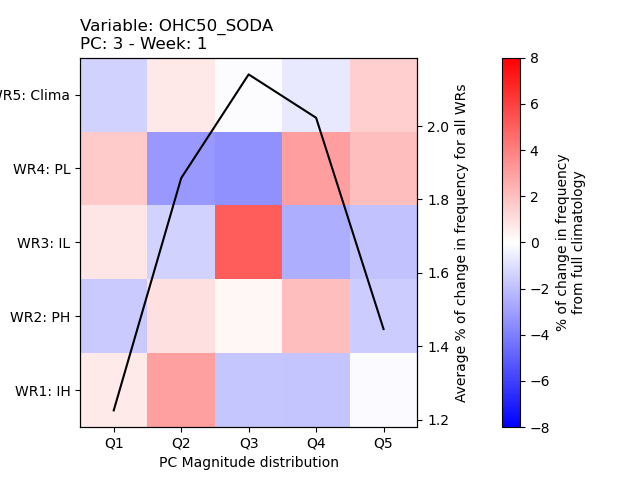 Variable: OHC50_SODA
PC: 3 - Week: 1
R5: Clima
WR4: PL
WR3: IL
WR2: PH
WR1: IH
Q1 Q2 Q3 Q4 Q5
PC Magnitude distribution
2.0
1.8
1.6
1.4
1.2
Average % of change in frequency for all WRs
8
6
4
2
0
−2
−4
−6
−8
% of change in frequency
from full climatology